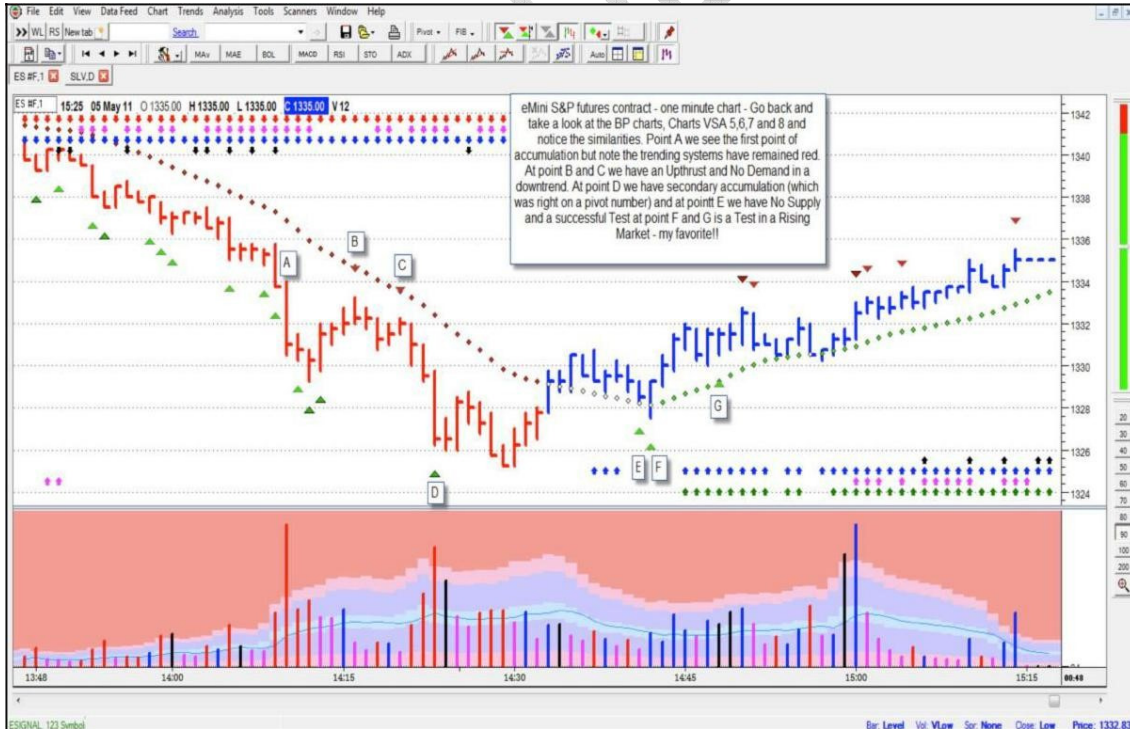 File Edit View Data Feed Chart Trends Analysis Tools Scanners Window Help
WL RS New tab Search Pivot FIB
MAv MAE BOL MACD RSI STO ADX Auto
ES #F,1 SLV,D
ES #F,1 15:25 05 May 11 O 1335.00 H 1335.00 L 1335.00 C 1335.00 V 12
eMini S&P futures contract - one minute chart - Go back and
take a look at the BP charts, Charts VSA 5,6,7 and 8 and
notice the similarities. Point A we see the first point of
accumulation but note the trending systems have remained red.
At point B and C we have an Upthrust and No Demand in a
downtrend. At point D we have secondary accumulation (which
was right on a pivot number) and at pointt E we have No Supply
and a successful Test at point F and G is a Test in a Rising
Market - my favorite!!
A
B
C
D
E
F
G
1342
1340
1338
1336
1334
1332
1330
1328
1326
1324
20
30
40
50
60
70
80
90
100
200
13:48 14:00 14:15 14:30 14:45 15:00 15:15 00:48
ESIGNAL 123 Symbol
Bar: Level Vol: VLow Spr: None Close: Low Price: 1332.83